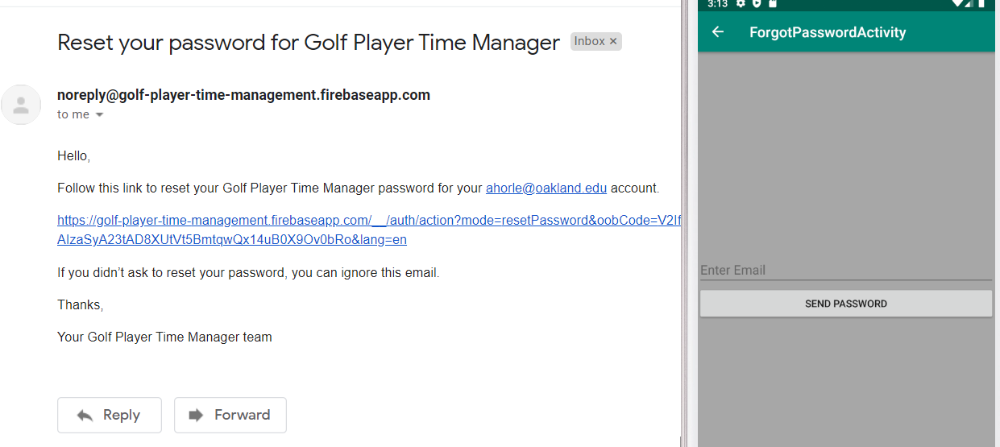 Reset your password for Golf Player Time Manager Inbox ×
noreply@golf-player-time-management.firebaseapp.com
to me
Hello,
Follow this link to reset your Golf Player Time Manager password for your ahorle@oakland.edu account.
https://golf-player-time-management.firebaseapp.com/__/auth/action?mode=resetPassword&oobCode=V2If
AIzaSyA23tAD8XUtVt5BmtqwQx14uB0X9Ov0bRo&lang=en
If you didn’t ask to reset your password, you can ignore this email.
Thanks,
Your Golf Player Time Manager team
Reply
Forward
3:13
ForgotPasswordActivity
Enter Email
SEND PASSWORD